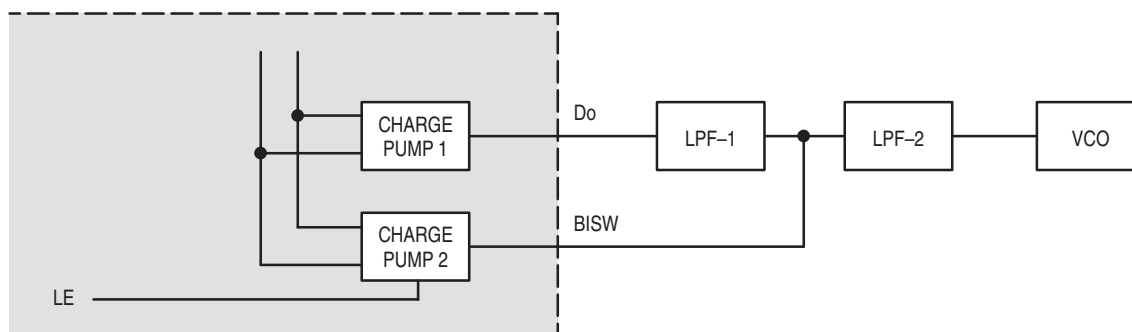 Do
CHARGE
PUMP 1
LPF–1
LPF–2
VCO
BISW
CHARGE
PUMP 2
LE